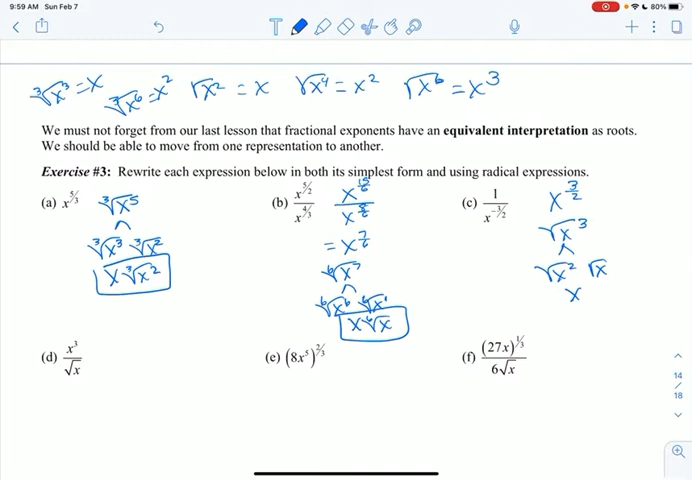 9:59 AM Sun Feb 7
80%
∛x³ = x ∛x⁶ = x² √x² = x √x⁴ = x² √x⁶ = x³
We must not forget from our last lesson that fractional exponents have an equivalent interpretation as roots.
We should be able to move from one representation to another.
Exercise #3: Rewrite each expression below in both its simplest form and using radical expressions.
(a) x^(5/3)
∛x⁵
∛x³ ∛x²
x∛x²
(b) x^(5/2) / x^(4/3)
x^(15/6) / x^(8/6)
= x^(7/6)
⁶√x⁷
⁶√x⁶ ⁶√x¹
x⁶√x
(c) 1 / x^(-3/2)
x^(3/2)
√x³
√x² √x
x
(d) x³ / √x
(e) (8x⁵)^(2/3)
(f) (27x)^(1/3) / 6√x
14
/
18